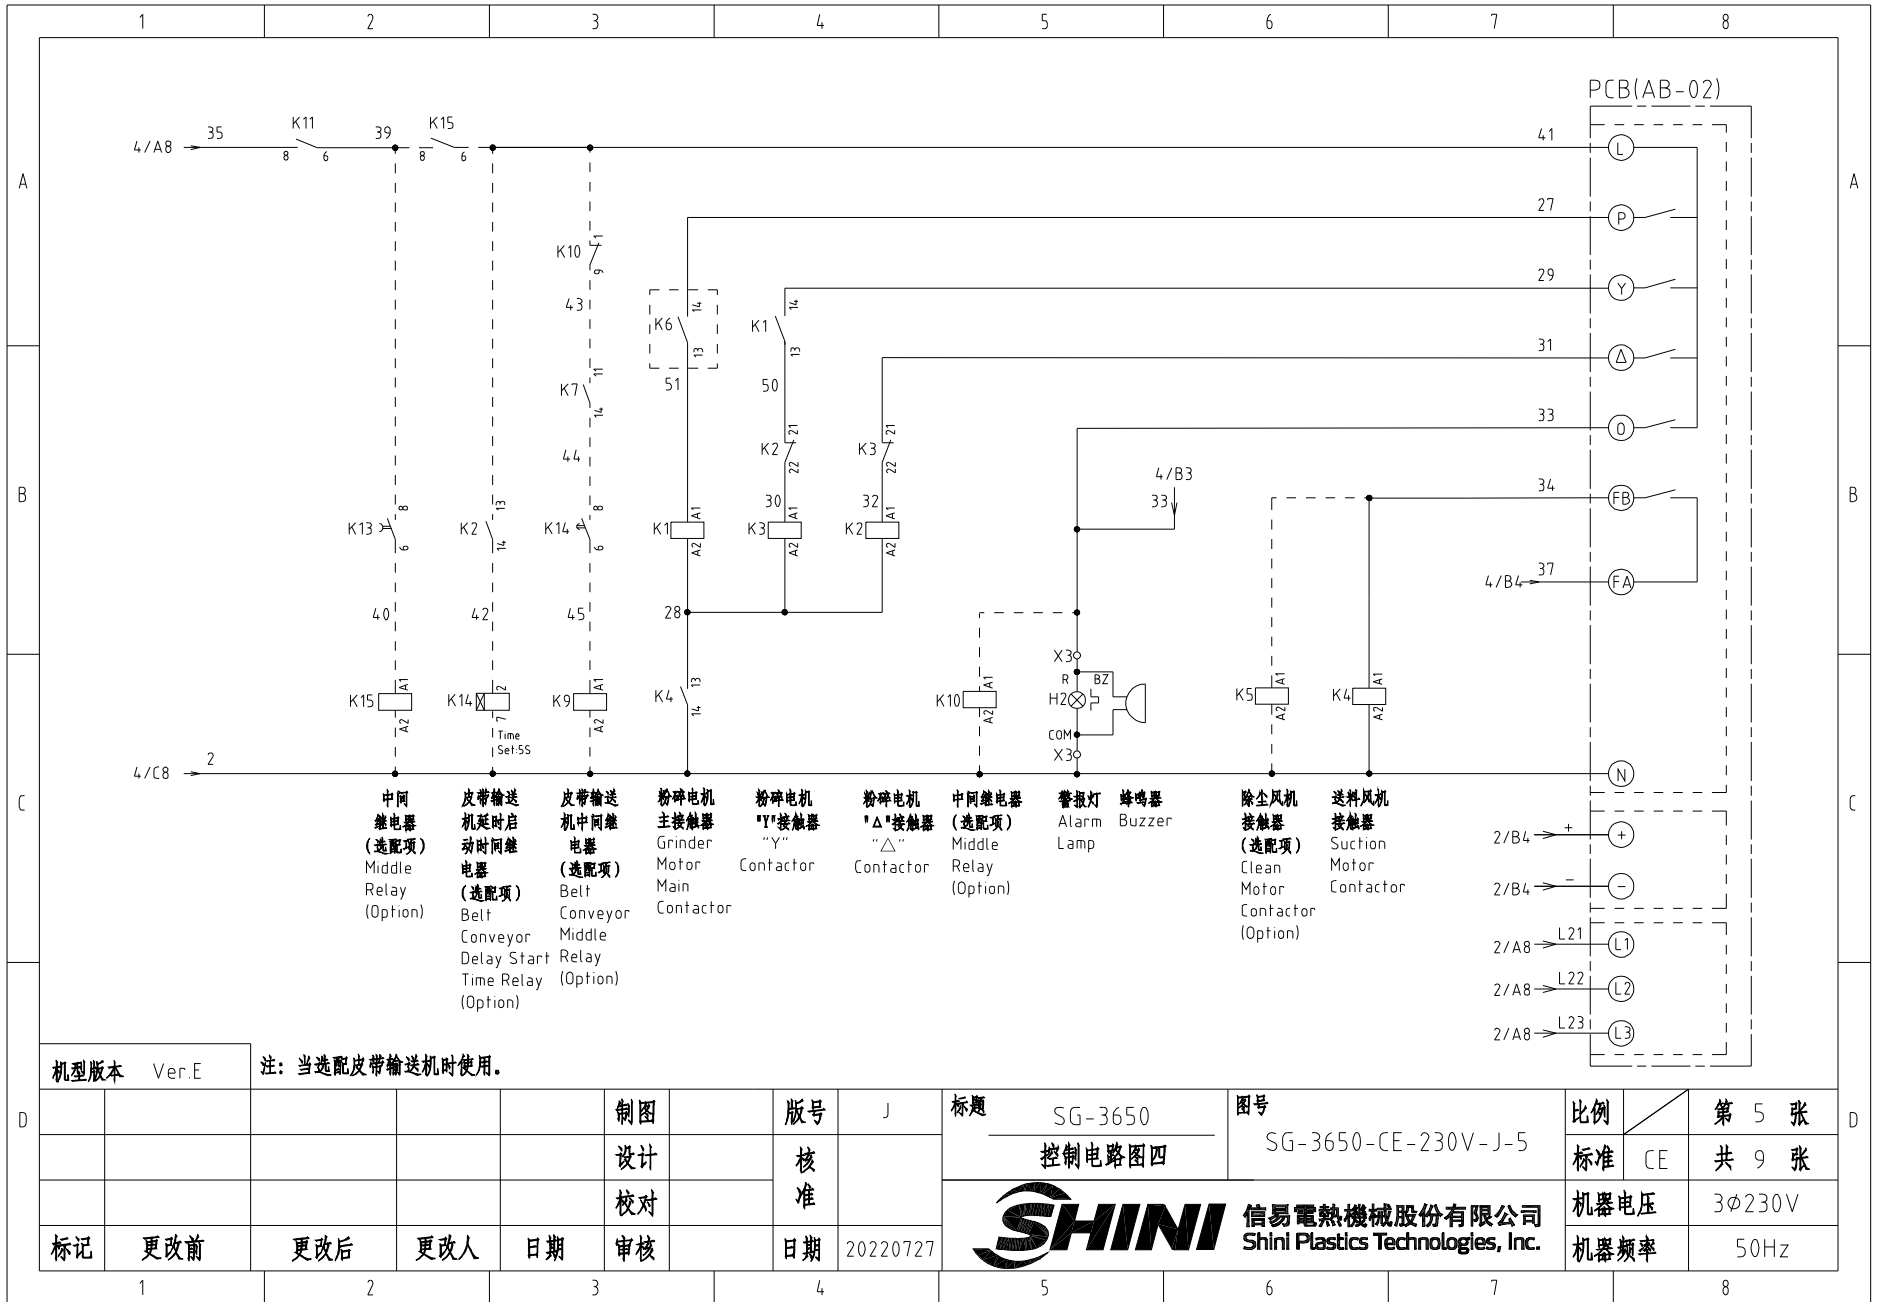 1 2 3 4 5 6 7 8
PCB(AB-02)
4/A8 35 K11 39 K15 41 L
8 6 8 6
A A
27 P
K10 1 9
29 Y
43
K6 14 13
K1 14 13
31 Δ
K7 11 14
51 50
33 O
44
K2 21 22
K3 21 22
4/B3
33
34 FB
B B
30 32
K13 8 6
K2 13 14
K14 8 6
K1 A1 A2
K3 A1 A2
K2 A1 A2
4/B4 37 FA
40 42 45 28
X3
R BZ
K15 A1 A2
K14 2 7
K9 A1 A2
K4 13 14
K10 A1 A2
H2
K5 A1 A2
K4 A1 A2
Time
Set:5S
COM
X3
4/C8 2 N
C C
中间
继电器
(选配项)
Middle
Relay
(Option)
皮带输送
机延时启
动时间继
电器
(选配项)
Belt
Conveyor
Delay Start
Time Relay
(Option)
皮带输送
机中间继
电器
(选配项)
Belt
Conveyor
Middle
Relay
(Option)
粉碎电机
主接触器
Grinder
Motor
Main
Contactor
粉碎电机
"Y"接触器
"Y"
Contactor
粉碎电机
"△"接触器
"△"
Contactor
中间继电器
(选配项)
Middle
Relay
(Option)
警报灯
Alarm
Lamp
蜂鸣器
Buzzer
除尘风机
接触器
(选配项)
Clean
Motor
Contactor
(Option)
送料风机
接触器
Suction
Motor
Contactor
2/B4 + +
2/B4 - -
2/A8 L21 L1
2/A8 L22 L2
2/A8 L23 L3
机型版本 Ver.E
注: 当选配皮带输送机时使用。
D D
制图 版号 J 标题 SG-3650 图号 SG-3650-CE-230V-J-5 比例 第 5 张
设计 核准 控制电路图四 标准 CE 共 9 张
校对 机器电压 3Φ230V
标记 更改前 更改后 更改人 日期 审核 日期 20220727 机器频率 50Hz
SHINI
信易電熱機械股份有限公司
Shini Plastics Technologies, Inc.
1 2 3 4 5 6 7 8